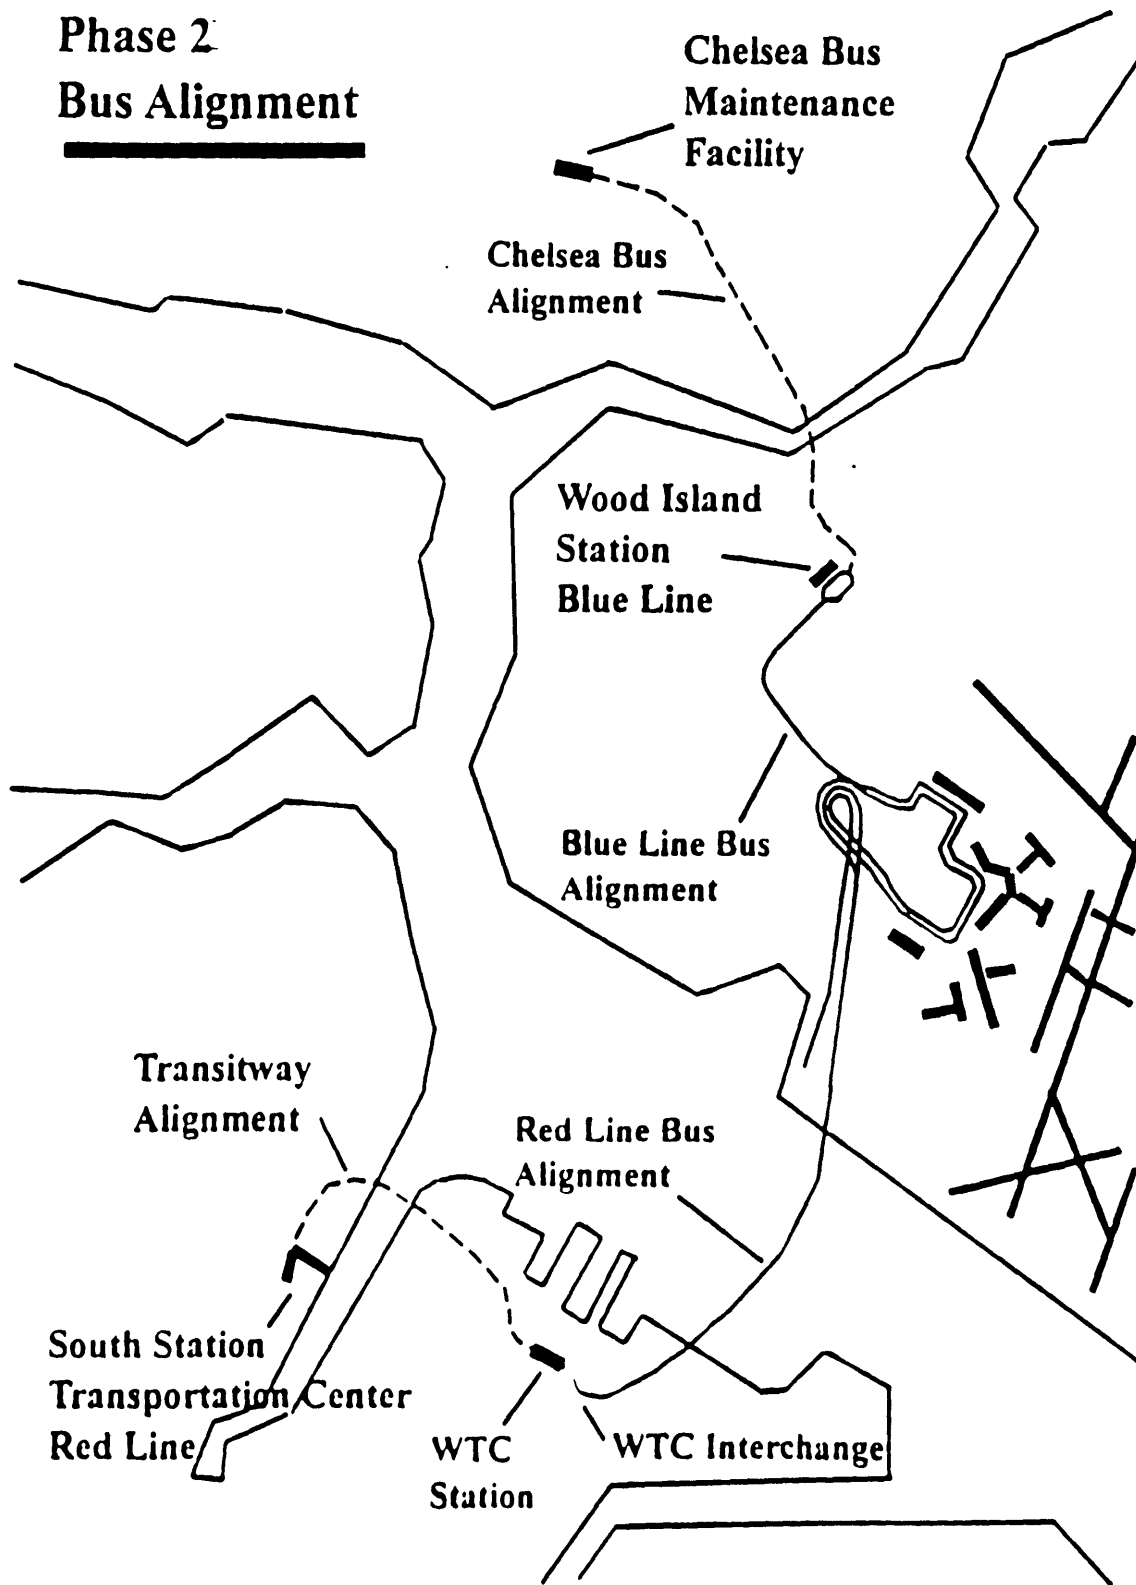 Phase 2
Bus Alignment
Chelsea Bus
Maintenance
Facility
Chelsea Bus
Alignment
Wood Island
Station
Blue Line
Blue Line Bus
Alignment
Transitway
Alignment
Red Line Bus
Alignment
South Station
Transportation Center
Red Line
WTC
Station
WTC Interchange